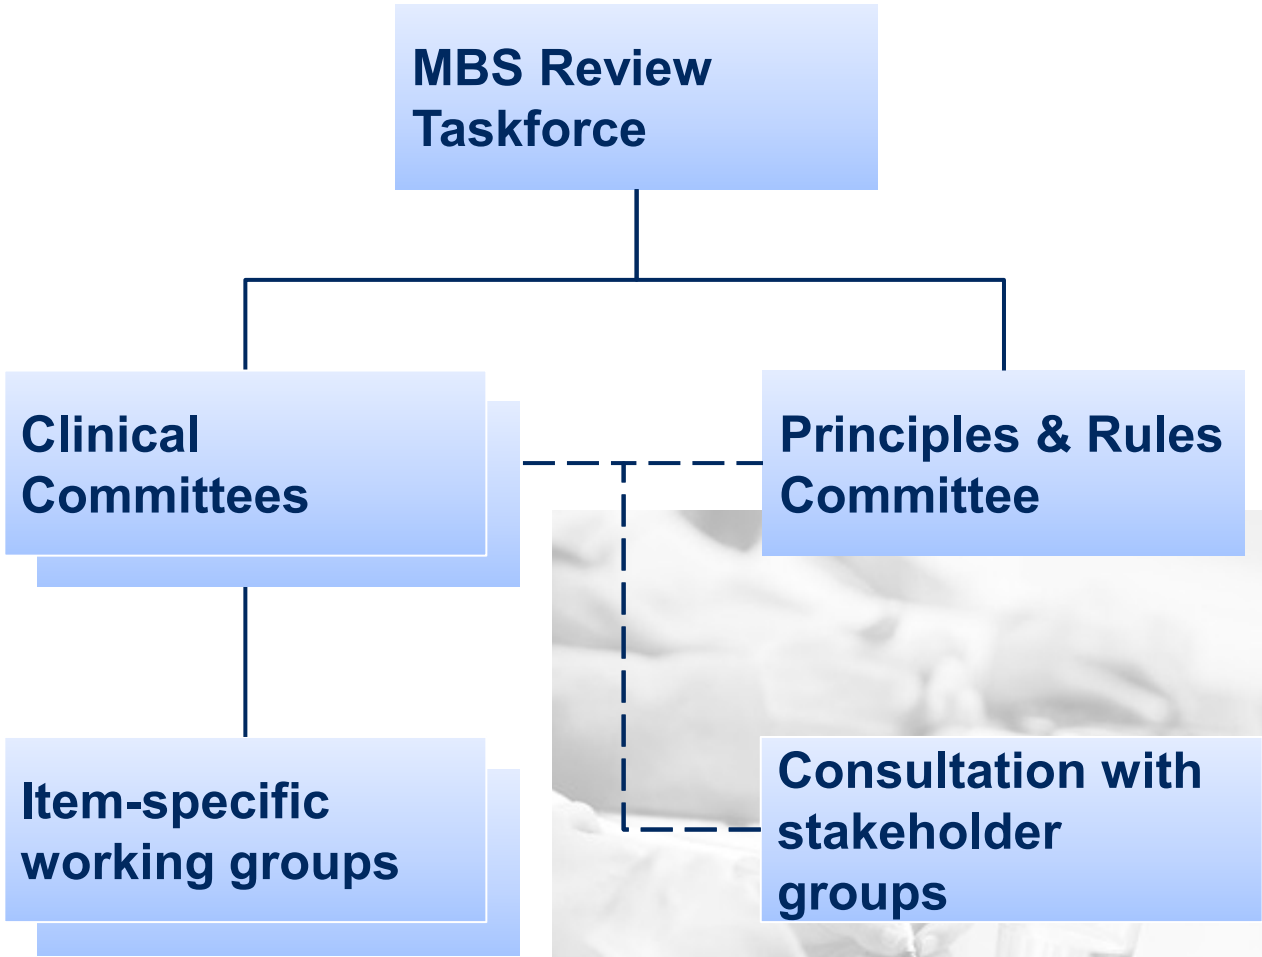 MBS Review
Taskforce
Clinical
Committees
Principles & Rules
Committee
Item-specific
working groups
Consultation with
stakeholder
groups